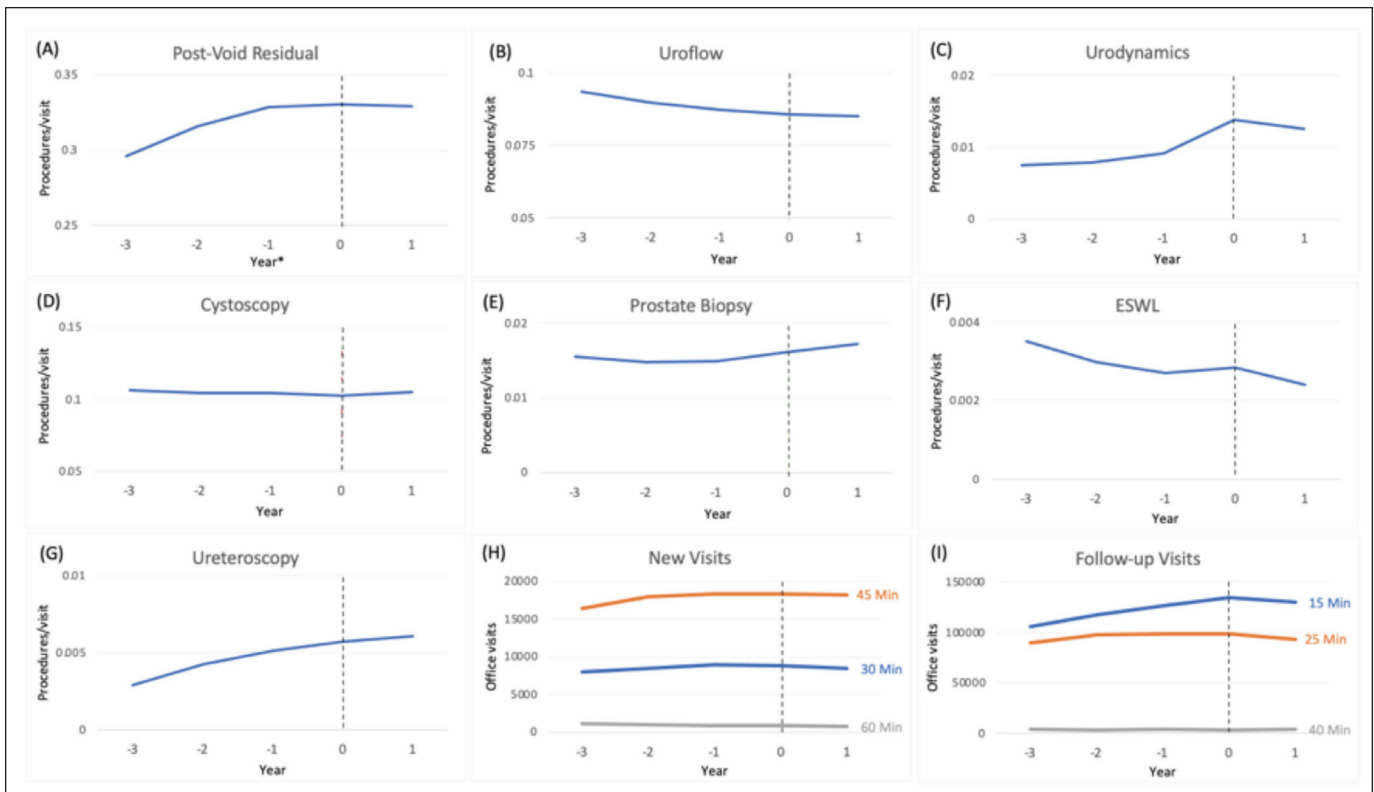 (A)
Post-Void Residual
Procedures/visit
0.35
0.3
0.25
-3 -2 -1 0 1
Year*
(B)
Uroflow
Procedures/visit
0.1
0.075
0.05
-3 -2 -1 0 1
Year
(C)
Urodynamics
Procedures/visit
0.02
0.01
0
-3 -2 -1 0 1
Year
(D)
Cystoscopy
Procedures/visit
0.15
0.1
0.05
-3 -2 -1 0 1
Year
(E)
Prostate Biopsy
Procedures/visit
0.02
0.01
0
-3 -2 -1 0 1
Year
(F)
ESWL
Procedures/visit
0.004
0.002
0
-3 -2 -1 0 1
Year
(G)
Ureteroscopy
Procedures/visit
0.01
0.005
0
-3 -2 -1 0 1
Year
(H)
New Visits
Office visits
20000
15000
10000
5000
0
45 Min
30 Min
60 Min
-3 -2 -1 0 1
Year
(I)
Follow-up Visits
Office visits
150000
100000
50000
0
15 Min
25 Min
40 Min
-3 -2 -1 0 1
Year